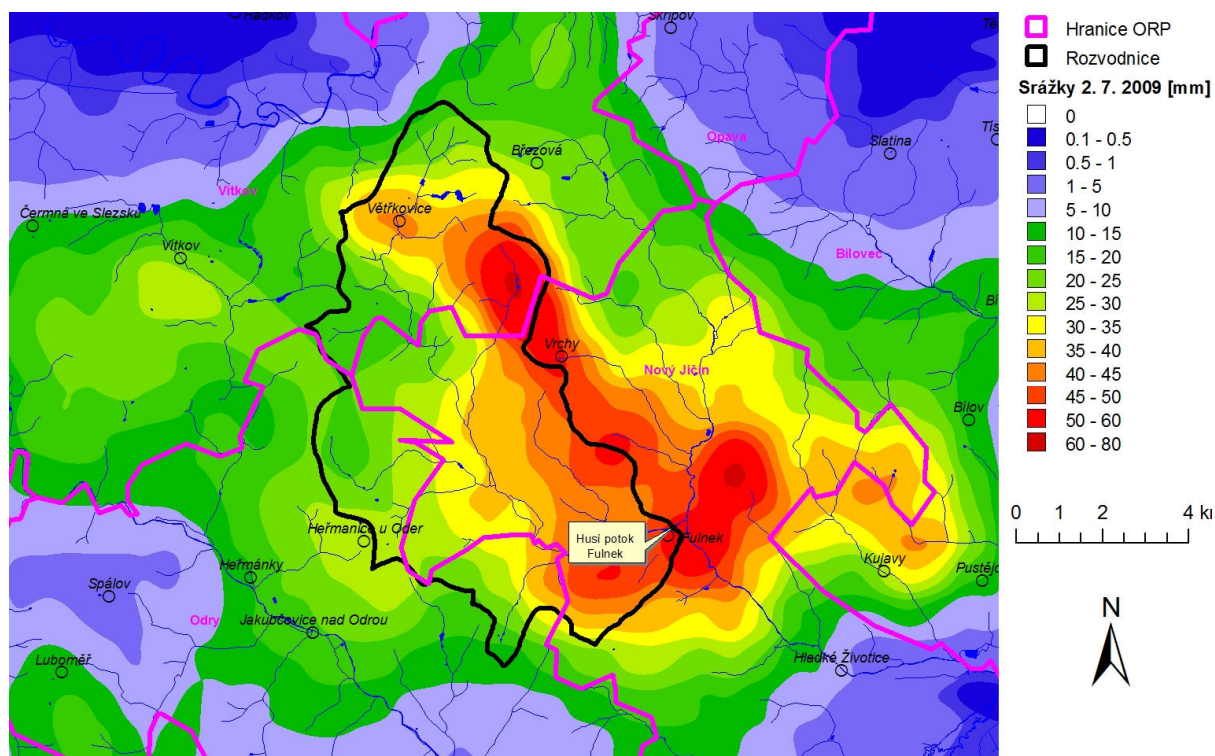 Radkov
Skřipov
Opava
Slatina
Březová
Vítkov
Větřkovice
Čermná ve Slezsku
Vítkov
Bílovec
Vrchy
Nový Jičín
Bílov
Heřmanice u Oder
Husí potok
Fulnek
Fulnek
Heřmánky
Kujavy
Pustějo
Spálov
Odry
Jakubčovice nad Odrou
Luboměř
Hladké Životice
Hranice ORP
Rozvodnice
Srážky 2. 7. 2009 [mm]
0
0.1 - 0.5
0.5 - 1
1 - 5
5 - 10
10 - 15
15 - 20
20 - 25
25 - 30
30 - 35
35 - 40
40 - 45
45 - 50
50 - 60
60 - 80
0 1 2 4 km
N